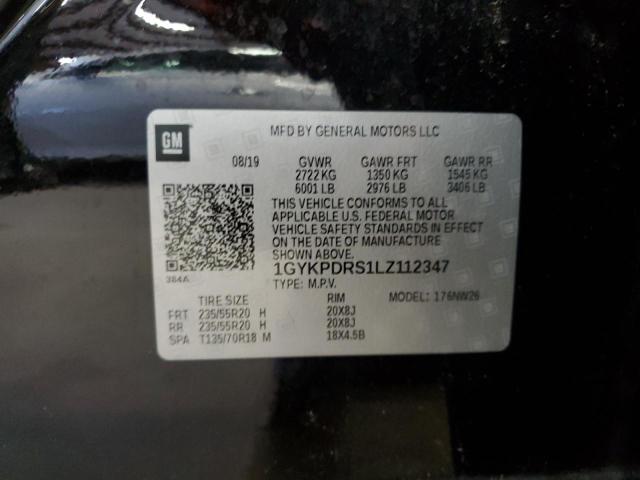 GM
MFD BY GENERAL MOTORS LLC
08/19 GVWR GAWR FRT GAWR RR
2722 KG 1350 KG 1545 KG
6001 LB 2976 LB 3406 LB
THIS VEHICLE CONFORMS TO ALL
APPLICABLE U.S. FEDERAL MOTOR
VEHICLE SAFETY STANDARDS IN EFFECT
ON THE DATE OF MANUFACTURE
SHOWN ABOVE.
384A
1GYKPDRS1LZ112347
TYPE: M.P.V.
TIRE SIZE RIM MODEL: 176NW26
FRT 235/55R20 H 20X8J
RR 235/55R20 H 20X8J
SPA T135/70R18 M 18X4.5B